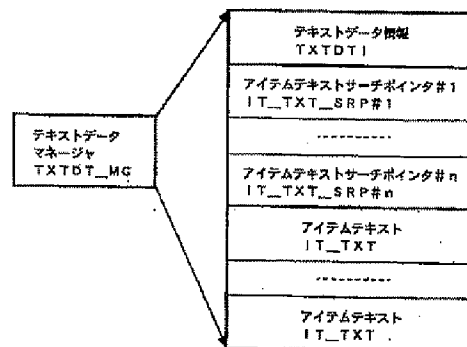 テキストデータ
マネージャ
TXTDT_MG
テキストデータ情報
TXTDTI
アイテムテキストサーチポインタ#1
IT_TXT_SRP#1
----------
アイテムテキストサーチポインタ#n
IT_TXT_SRP#n
アイテムテキスト
IT_TXT
----------
アイテムテキスト
IT_TXT